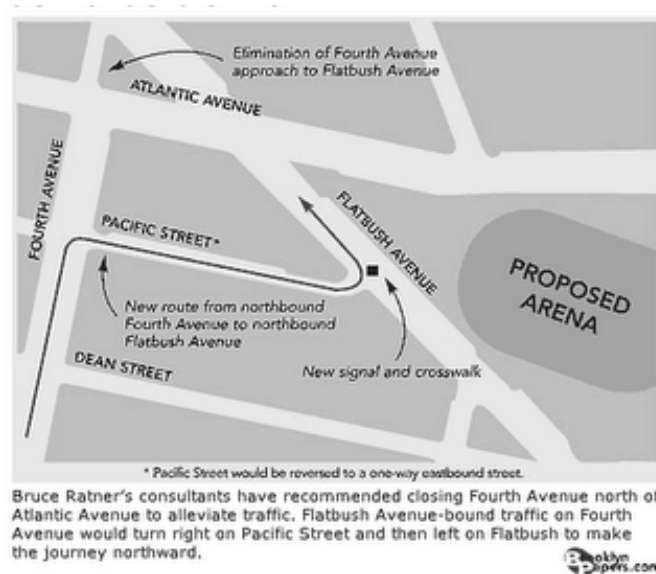 Elimination of Fourth Avenue
approach to Flatbush Avenue
ATLANTIC AVENUE
FOURTH AVENUE
FLATBUSH AVENUE
PACIFIC STREET*
PROPOSED
ARENA
New route from northbound
Fourth Avenue to northbound
Flatbush Avenue
New signal and crosswalk
DEAN STREET
* Pacific Street would be reversed to a one-way eastbound street.
Bruce Ratner's consultants have recommended closing Fourth Avenue north of
Atlantic Avenue to alleviate traffic. Flatbush Avenue-bound traffic on Fourth
Avenue would turn right on Pacific Street and then left on Flatbush to make
the journey northward.
Brooklyn
Papers.com